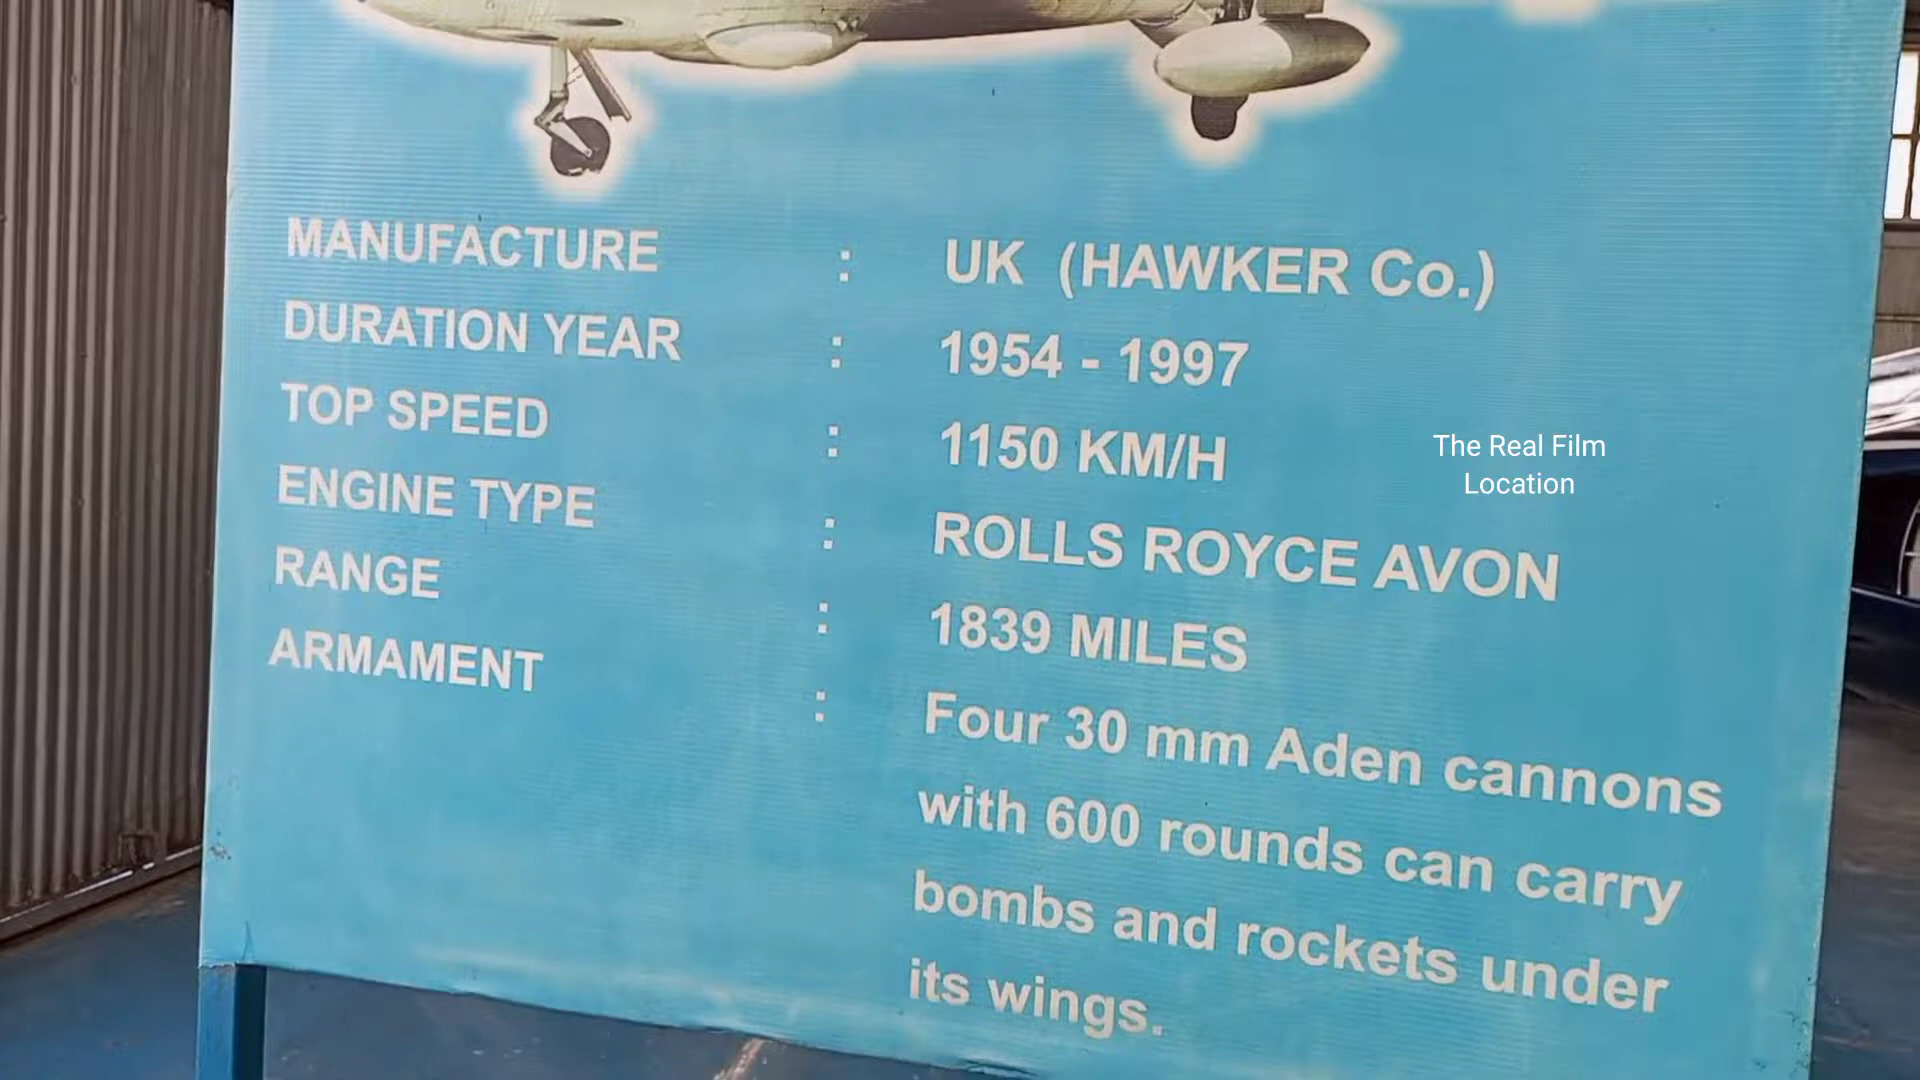 MANUFACTURE : UK (HAWKER Co.)
DURATION YEAR : 1954 - 1997
TOP SPEED : 1150 KM/H
ENGINE TYPE : ROLLS ROYCE AVON
RANGE : 1839 MILES
ARMAMENT : Four 30 mm Aden cannons
with 600 rounds can carry
bombs and rockets under
its wings.
The Real Film
Location